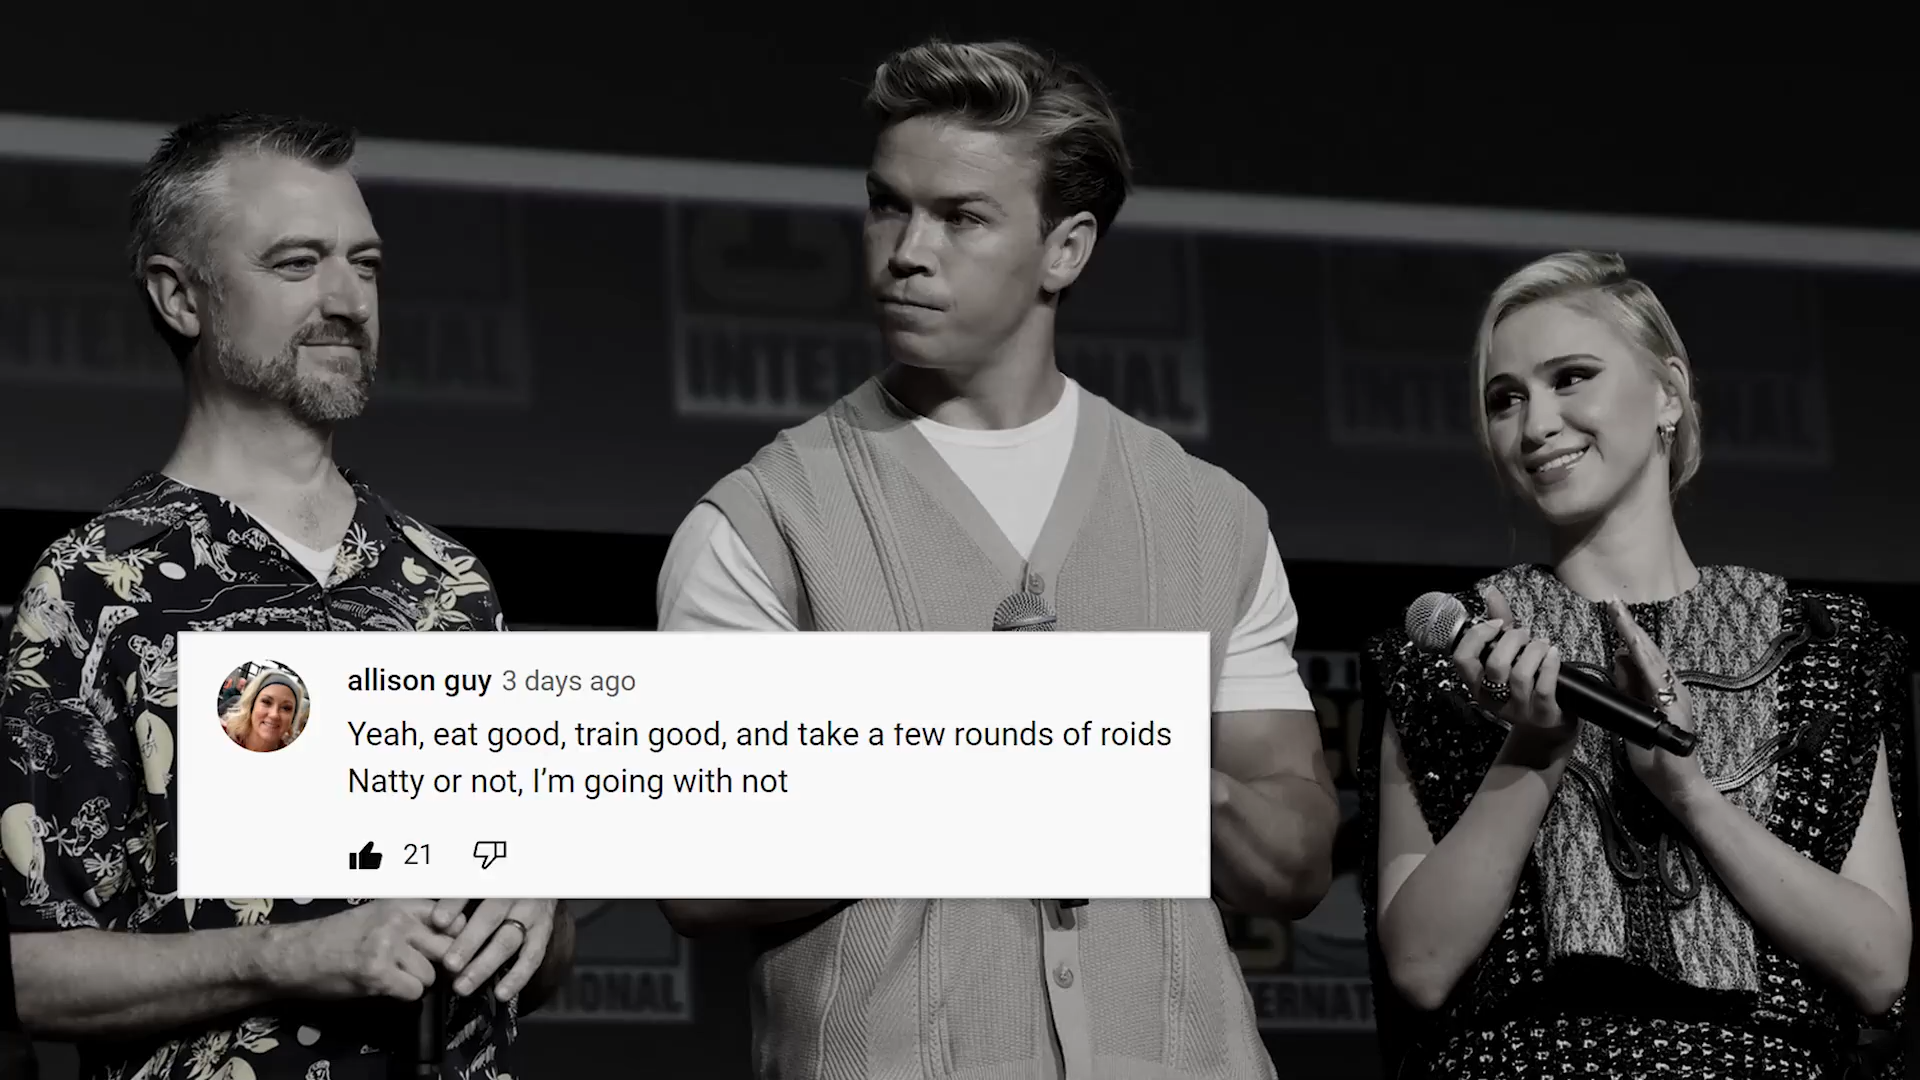 INTERNATIONAL
allison guy 3 days ago
Yeah, eat good, train good, and take a few rounds of roids
Natty or not, I’m going with not
21